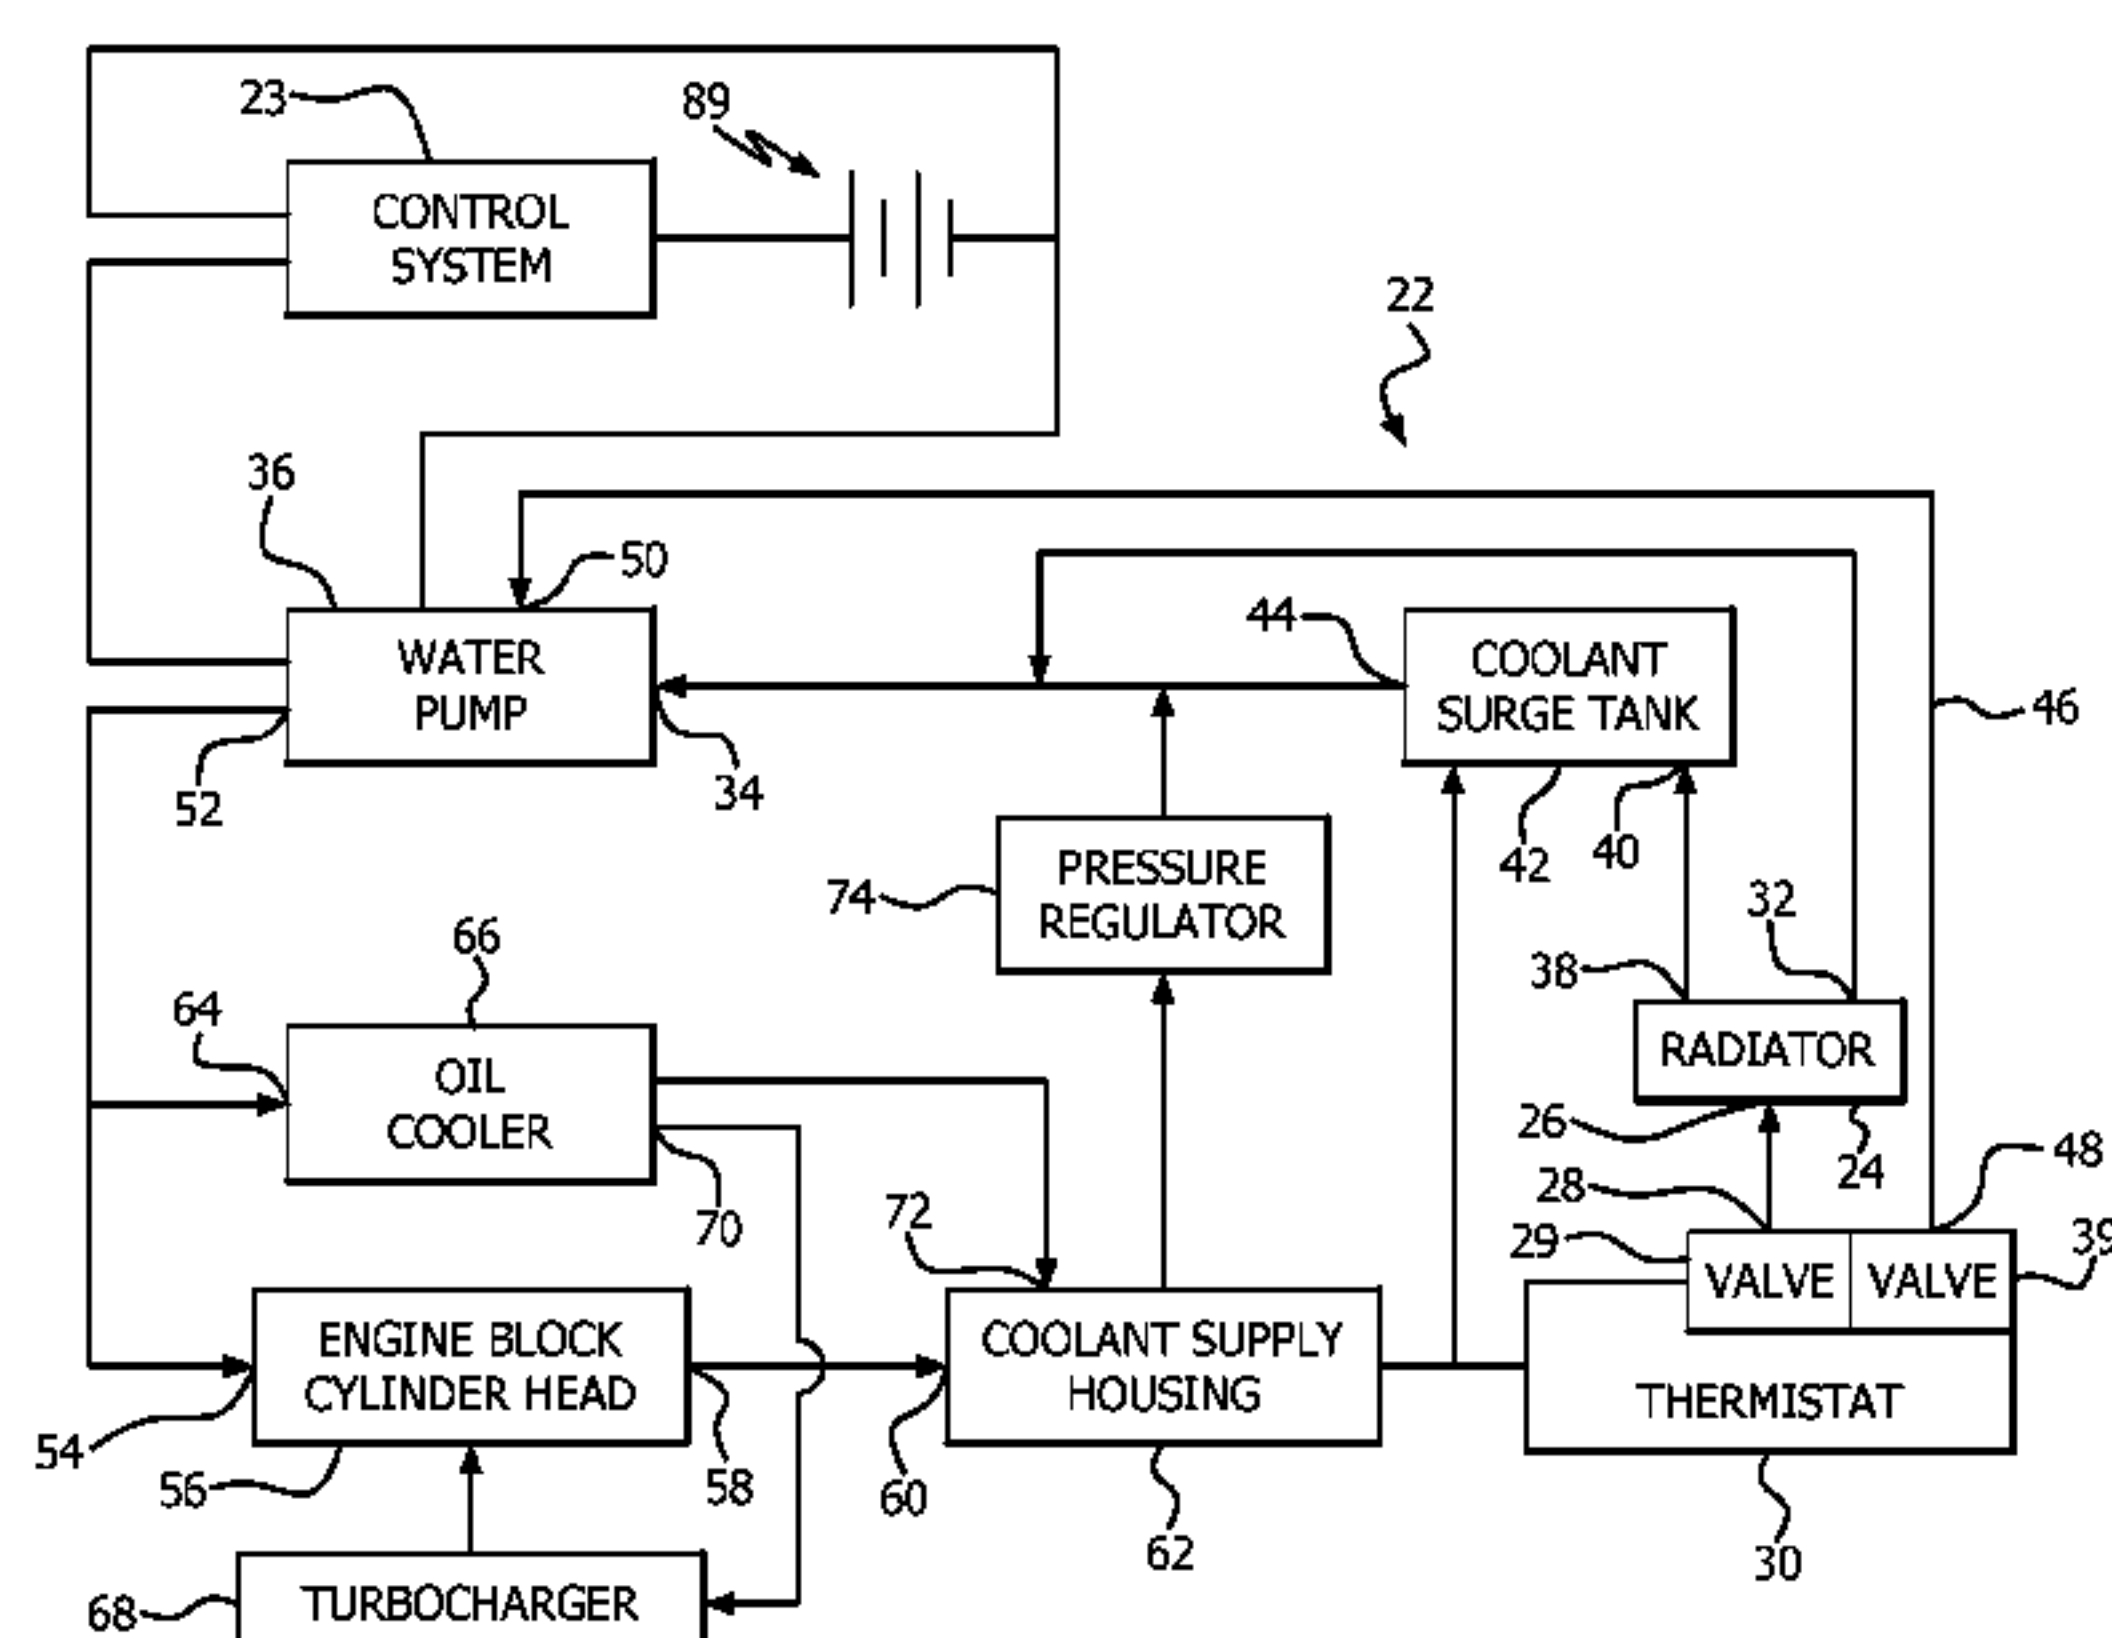 23
89
CONTROL
SYSTEM
22
36
50
44
WATER
PUMP
COOLANT
SURGE TANK
46
52
34
42
40
74
PRESSURE
REGULATOR
32
38
66
64
OIL
COOLER
RADIATOR
26
24
48
28
70
72
29
39
VALVE
VALVE
ENGINE BLOCK
CYLINDER HEAD
COOLANT SUPPLY
HOUSING
THERMISTAT
54
56
58
60
62
30
68
TURBOCHARGER